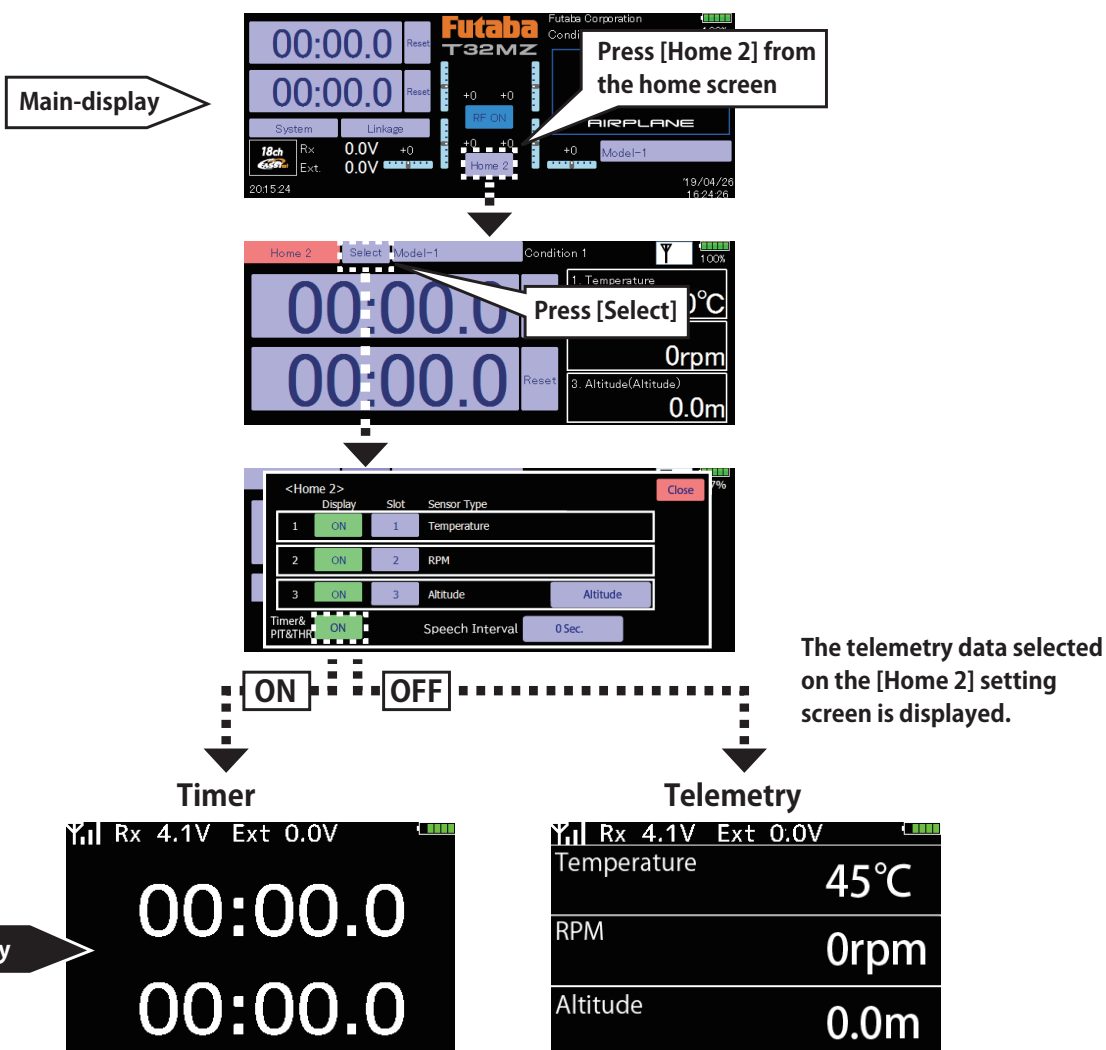 Main-display
00:00.0 Reset
00:00.0 Reset
System Linkage
18ch Rx 0.0V
Ext. 0.0V
20:15:24
Futaba
T32MZ
+0 +0
RF ON
+0 +0
+0 Home 2 +0
Futaba Corporation
Press [Home 2] from
the home screen
AIRPLANE
Model-1
'19/04/26
16:24:26
Home 2 Select Model-1 Condition 1 100%
00:00.0
00:00.0 Reset
Press [Select]
1. Temperature
0rpm
3. Altitude(Altitude)
0.0m
<Home 2> Close
Display Slot Sensor Type
1 ON 1 Temperature
2 ON 2 RPM
3 ON 3 Altitude Altitude
Timer&
PIT&THR ON Speech Interval 0 Sec.
The telemetry data selected
on the [Home 2] setting
screen is displayed.
ON OFF
Timer
Rx 4.1V Ext 0.0V
00:00.0
00:00.0
Telemetry
Rx 4.1V Ext 0.0V
Temperature
45℃
RPM
0rpm
Altitude
0.0m